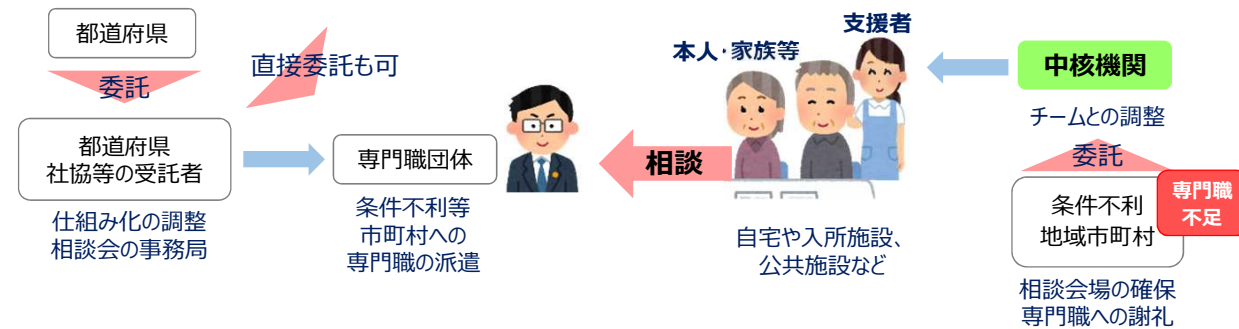 都道府県
委託
直接委託も可
都道府県
社協等の受託者
仕組み化の調整
相談会の事務局
専門職団体
条件不利等
市町村への
専門職の派遣
相談
本人・家族等
支援者
自宅や入所施設、
公共施設など
中核機関
チームとの調整
委託
条件不利
地域市町村
専門職
不足
相談会場の確保
専門職への謝礼